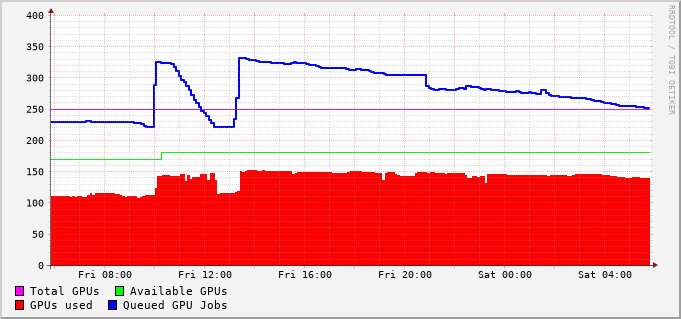 RRDTOOL / TOBI OETIKER
400
350
300
250
200
150
100
50
0
Fri 08:00 Fri 12:00 Fri 16:00 Fri 20:00 Sat 00:00 Sat 04:00
Total GPUs Available GPUs
GPUs used Queued GPU Jobs